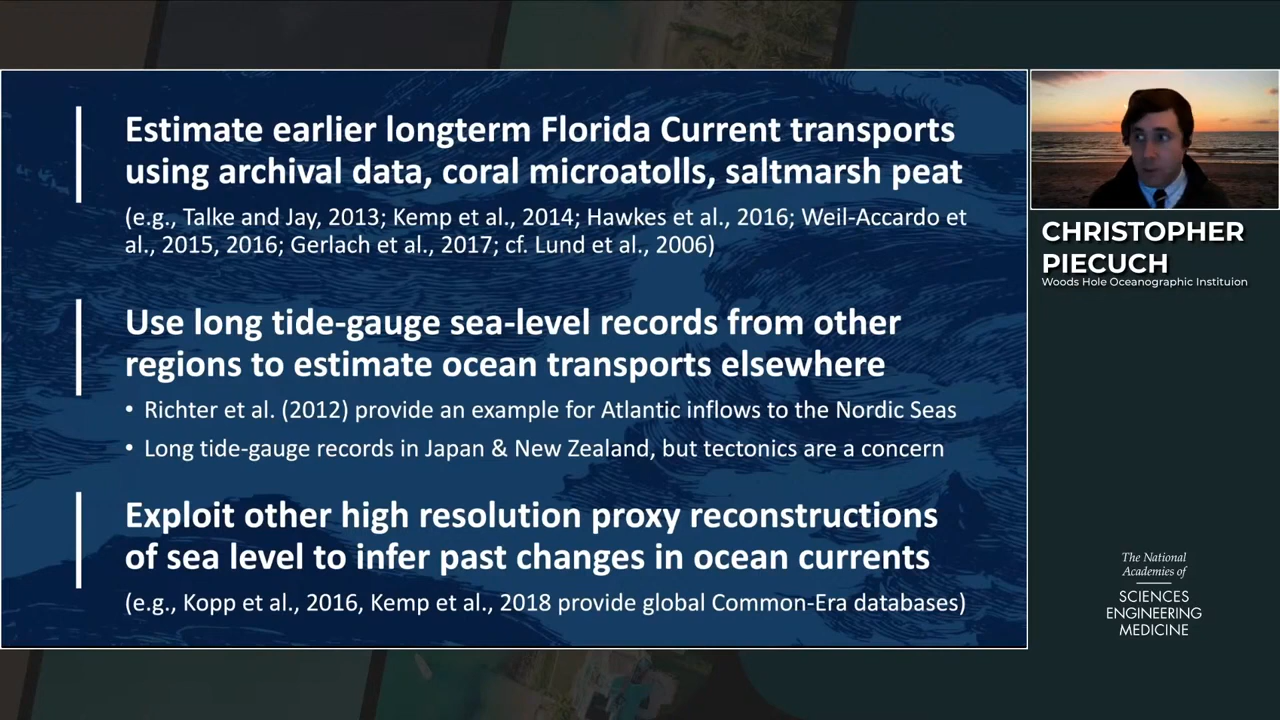 Estimate earlier longterm Florida Current transports
using archival data, coral microatolls, saltmarsh peat
(e.g., Talke and Jay, 2013; Kemp et al., 2014; Hawkes et al., 2016; Weil-Accardo et
al., 2015, 2016; Gerlach et al., 2017; cf. Lund et al., 2006)
Use long tide-gauge sea-level records from other
regions to estimate ocean transports elsewhere
• Richter et al. (2012) provide an example for Atlantic inflows to the Nordic Seas
• Long tide-gauge records in Japan & New Zealand, but tectonics are a concern
Exploit other high resolution proxy reconstructions
of sea level to infer past changes in ocean currents
(e.g., Kopp et al., 2016, Kemp et al., 2018 provide global Common-Era databases)
CHRISTOPHER
PIECUCH
Woods Hole Oceanographic Instituion
The National
Academies of
SCIENCES
ENGINEERING
MEDICINE